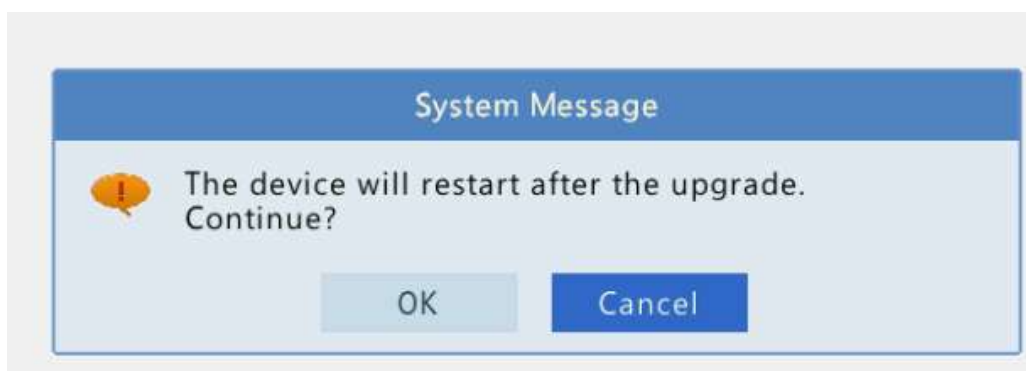 System Message
The device will restart after the upgrade.
Continue?
OK
Cancel